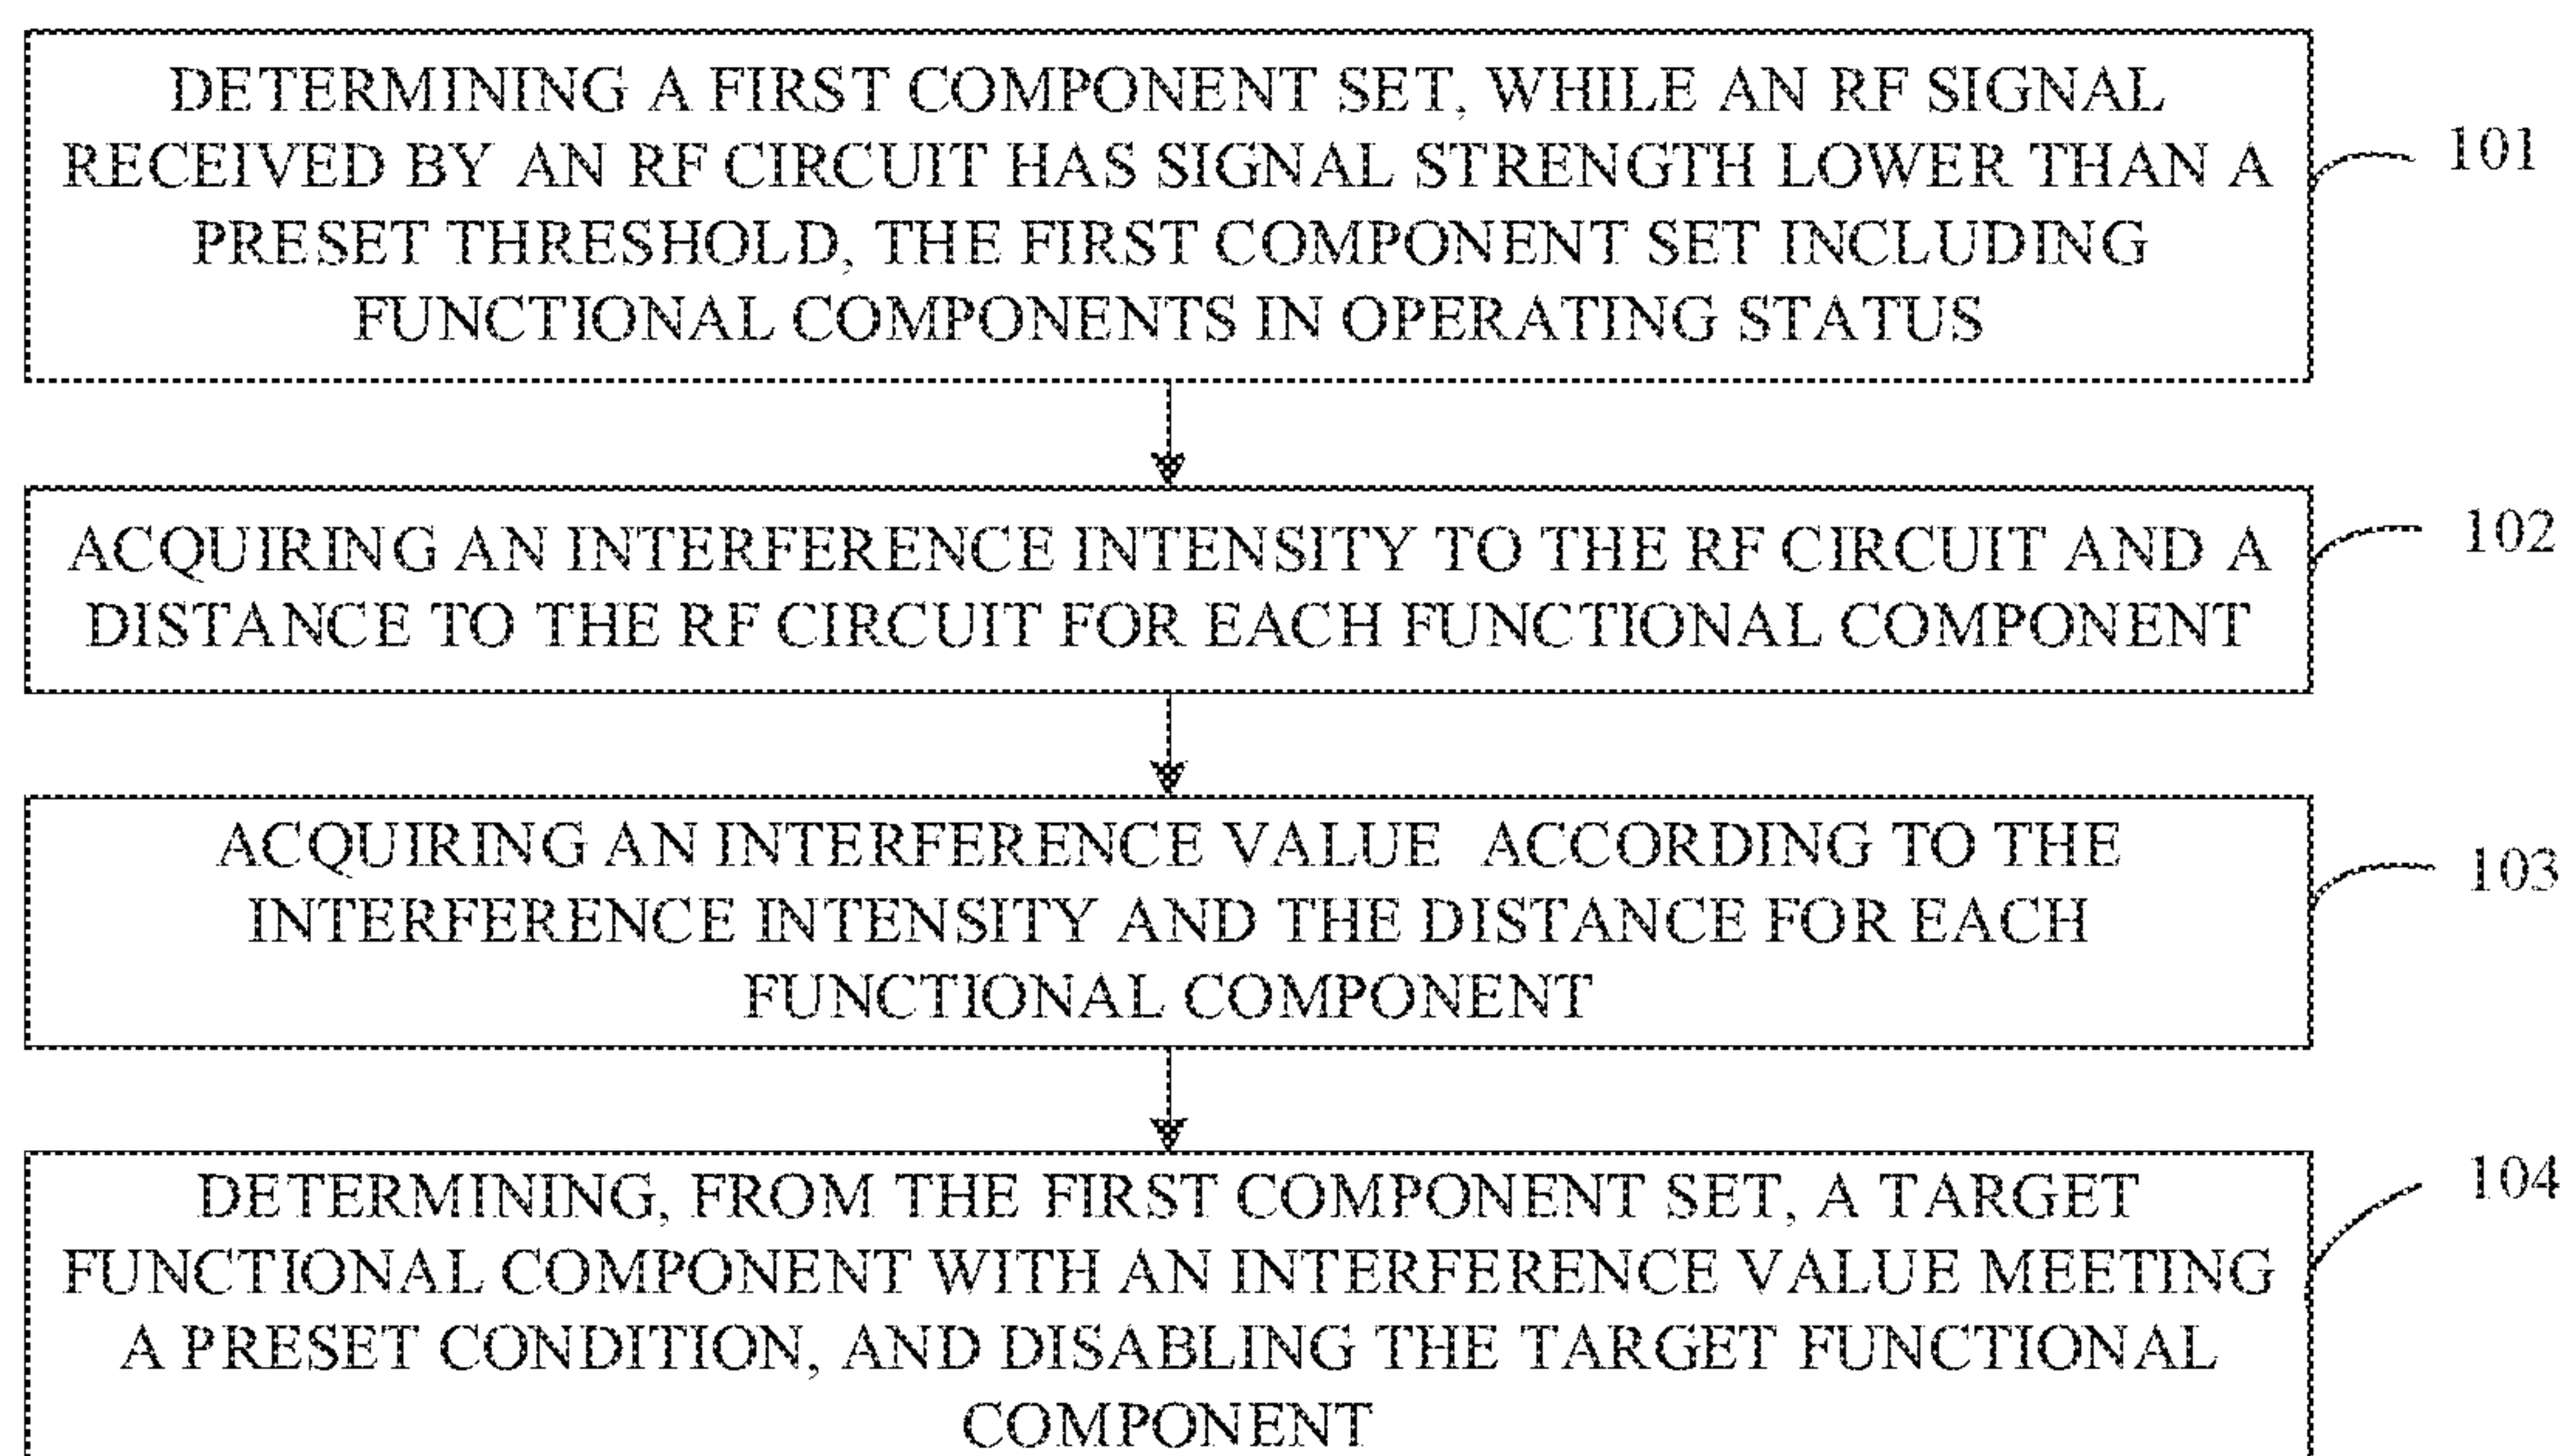 DETERMINING A FIRST COMPONENT SET, WHILE AN RF SIGNAL
RECEIVED BY AN RF CIRCUIT HAS SIGNAL STRENGTH LOWER THAN A
PRESET THRESHOLD, THE FIRST COMPONENT SET INCLUDING
FUNCTIONAL COMPONENTS IN OPERATING STATUS
101
ACQUIRING AN INTERFERENCE INTENSITY TO THE RF CIRCUIT AND A
DISTANCE TO THE RF CIRCUIT FOR EACH FUNCTIONAL COMPONENT
102
ACQUIRING AN INTERFERENCE VALUE ACCORDING TO THE
INTERFERENCE INTENSITY AND THE DISTANCE FOR EACH
FUNCTIONAL COMPONENT
103
DETERMINING, FROM THE FIRST COMPONENT SET, A TARGET
FUNCTIONAL COMPONENT WITH AN INTERFERENCE VALUE MEETING
A PRESET CONDITION, AND DISABLING THE TARGET FUNCTIONAL
COMPONENT
104